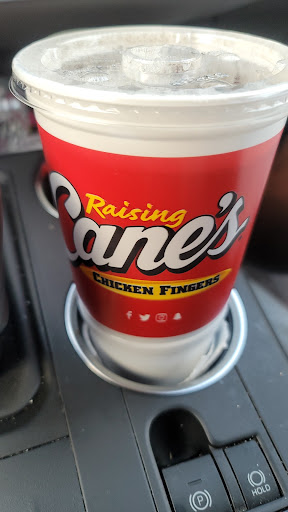 Raising
Cane's
CHICKEN FINGERS
P
HOLD